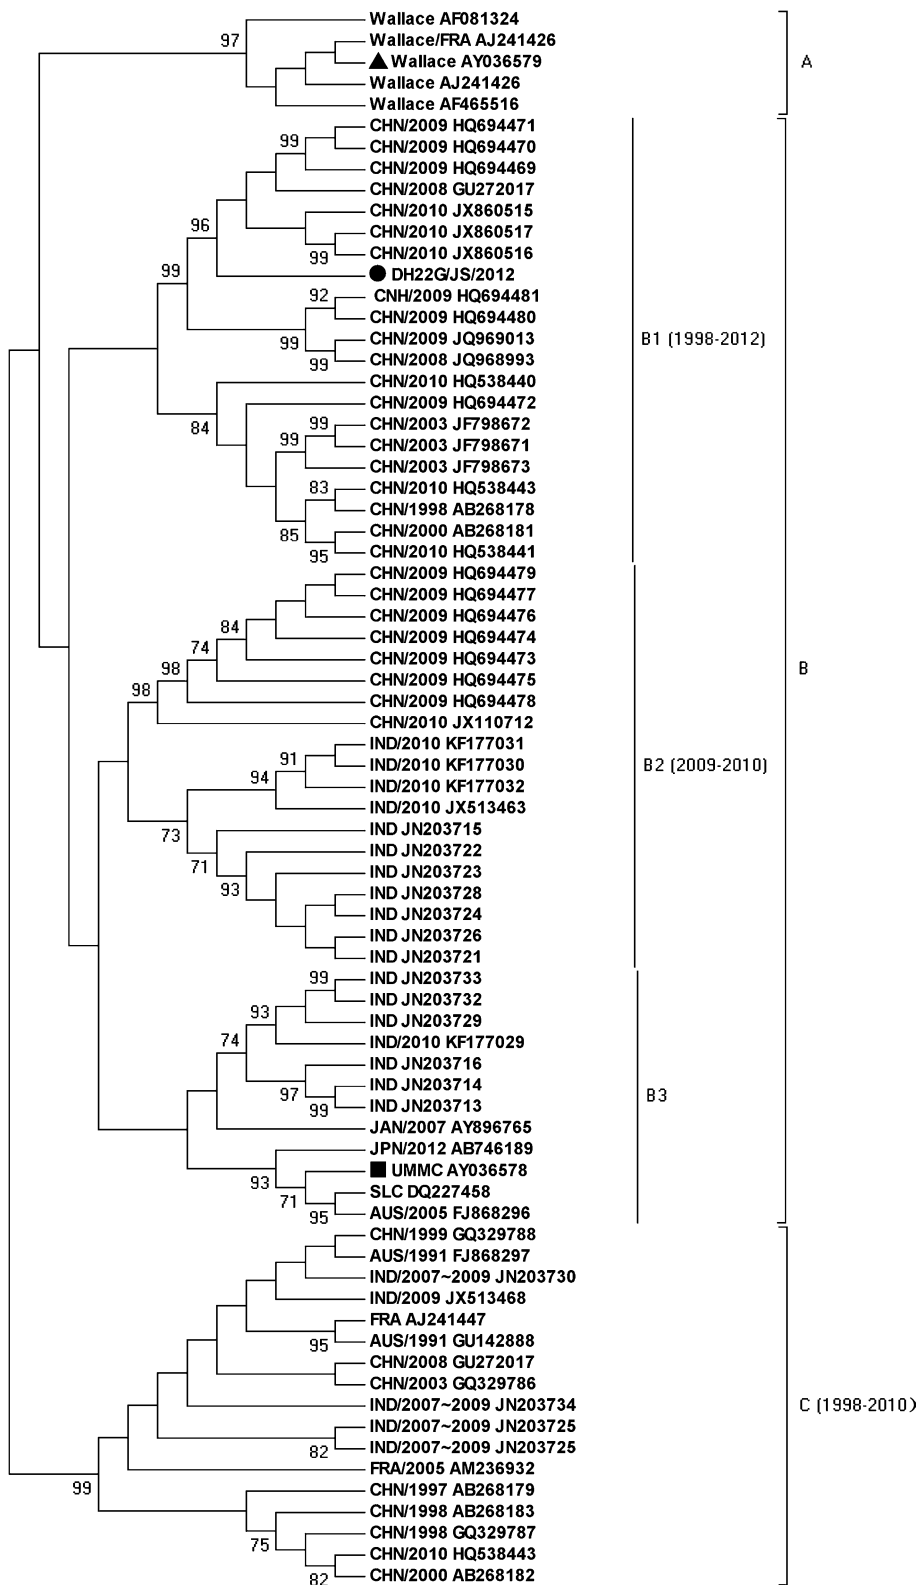 Wallace AF081324
97
Wallace/FRA AJ241426
Wallace AY036579
A
Wallace AJ241426
Wallace AF465516
CHN/2009 HQ694471
99
CHN/2009 HQ694470
CHN/2009 HQ694469
CHN/2008 GU272017
CHN/2010 JX860515
96
CHN/2010 JX860517
CHN/2010 JX860516
99
99
DH22G/JS/2012
92
CNH/2009 HQ694481
CHN/2009 HQ694480
99
CHN/2009 JQ969013
B1 (1998-2012)
99
CHN/2008 JQ968993
CHN/2010 HQ538440
CHN/2009 HQ694472
84
99
CHN/2003 JF798672
99
CHN/2003 JF798671
CHN/2003 JF798673
83
CHN/2010 HQ538443
CHN/1998 AB268178
85
CHN/2000 AB268181
95
CHN/2010 HQ538441
CHN/2009 HQ694479
CHN/2009 HQ694477
CHN/2009 HQ694476
84
CHN/2009 HQ694474
74
CHN/2009 HQ694473
B
98
CHN/2009 HQ694475
98
CHN/2009 HQ694478
CHN/2010 JX110712
IND/2010 KF177031
91
IND/2010 KF177030
B2 (2009-2010)
94
IND/2010 KF177032
IND/2010 JX513463
73
IND JN203715
IND JN203722
71
IND JN203723
93
IND JN203728
IND JN203724
IND JN203726
IND JN203721
99
IND JN203733
IND JN203732
93
IND JN203729
74
IND/2010 KF177029
IND JN203716
97
IND JN203714
B3
99
IND JN203713
JAN/2007 AY896765
JPN/2012 AB746189
93
UMMC AY036578
71
SLC DQ227458
95
AUS/2005 FJ868296
CHN/1999 GQ329788
AUS/1991 FJ868297
IND/2007~2009 JN203730
IND/2009 JX513468
FRA AJ241447
95
AUS/1991 GU142888
CHN/2008 GU272017
CHN/2003 GQ329786
IND/2007~2009 JN203734
C (1998-2010)
IND/2007~2009 JN203725
82
IND/2007~2009 JN203725
FRA/2005 AM236932
99
CHN/1997 AB268179
CHN/1998 AB268183
75
CHN/1998 GQ329787
CHN/2010 HQ538443
82
CHN/2000 AB268182